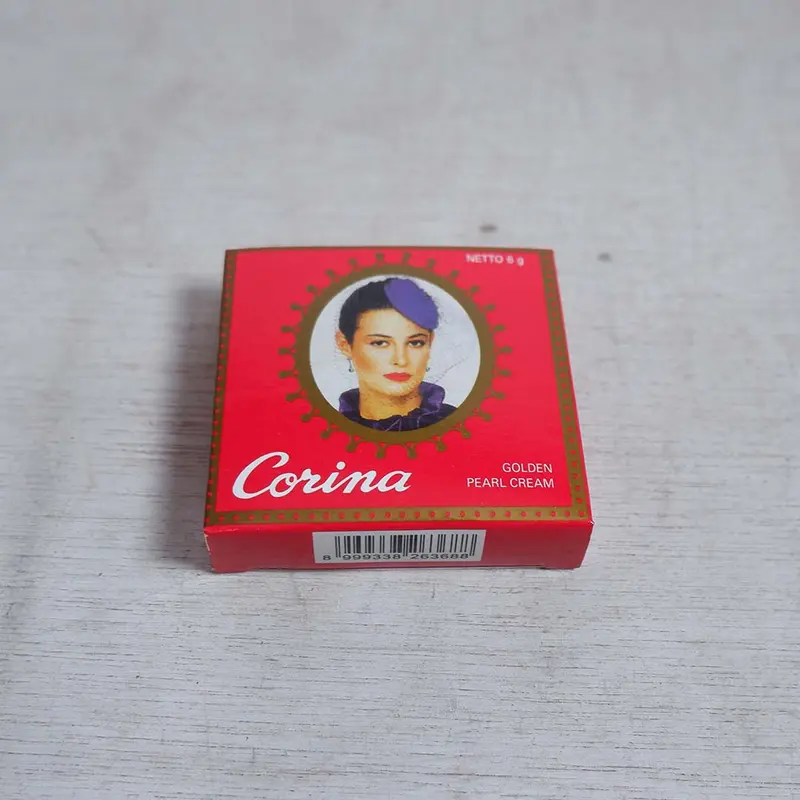 NETTO 6 g
Corina
GOLDEN
PEARL CREAM
8 999338 263688